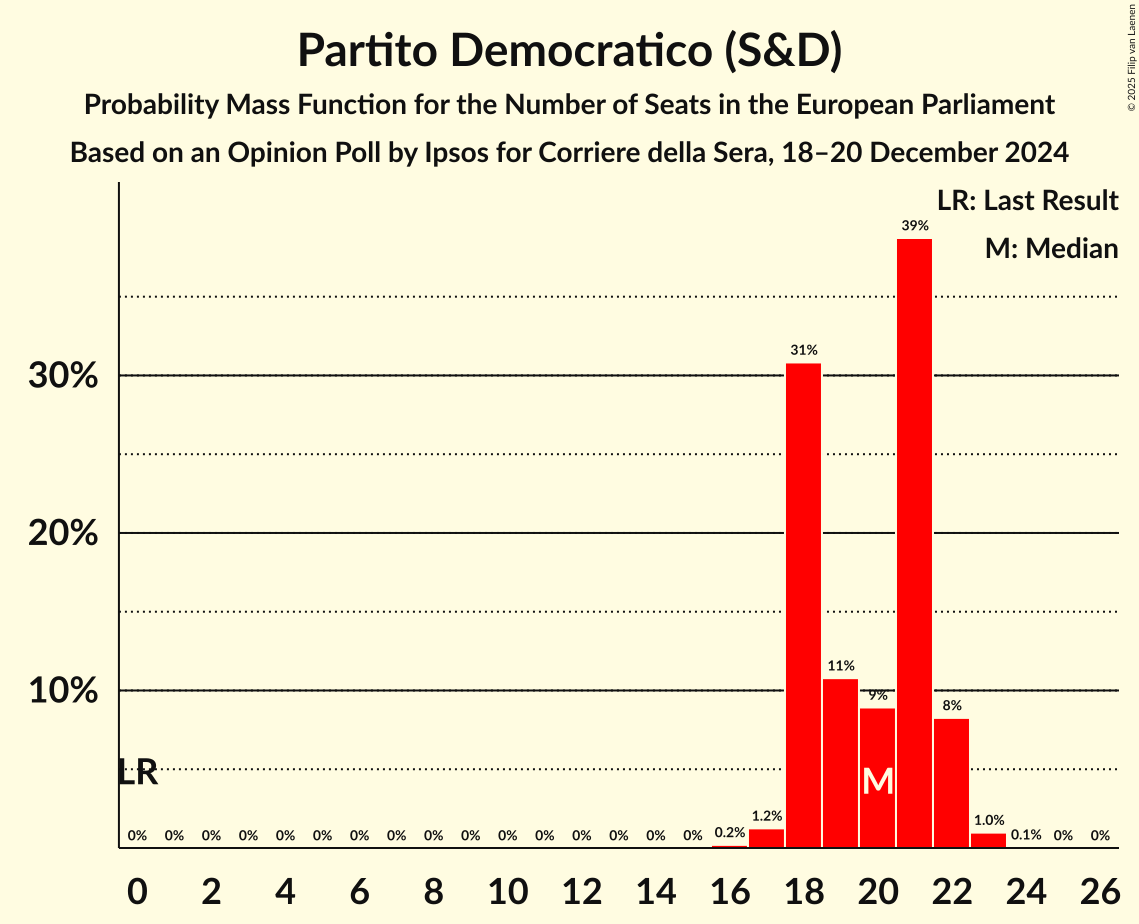 Partito Democratico (S&D)
Probability Mass Function for the Number of Seats in the European Parliament
Based on an Opinion Poll by Ipsos for Corriere della Sera, 18–20 December 2024
© 2025 Filip van Laenen
LR: Last Result
M: Median
30%
20%
10%
LR
M
0% 0% 0% 0% 0% 0% 0% 0% 0% 0% 0% 0% 0% 0% 0% 0% 0.2% 1.2% 31% 11% 9% 39% 8% 1.0% 0.1% 0% 0%
0 2 4 6 8 10 12 14 16 18 20 22 24 26